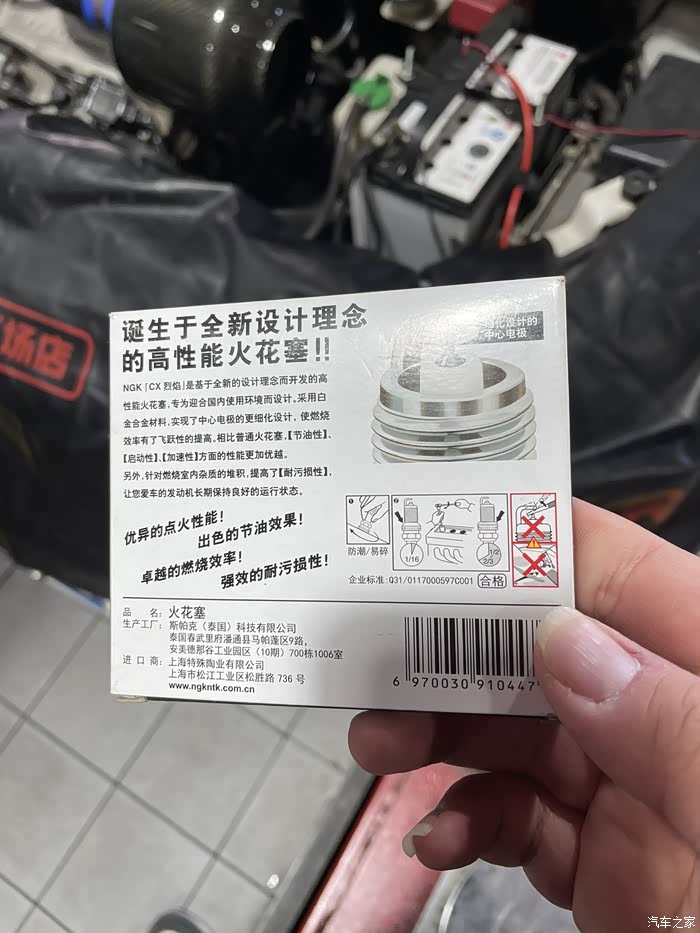 诞生于全新设计理念
的高性能火花塞!!
化设计的
中心电极
NGK「CX 烈焰」是基于全新的设计理念而开发的高
性能火花塞,专为迎合国内使用环境而设计。采用白
金合金材料,实现了中心电极的更细化设计, 使燃烧
效率有了飞跃性的提高。相比普通火花塞,【节油性】、
【启动性】、【加速性】方面的性能更加优越。
另外, 针对燃烧室内杂质的堆积, 提高了【耐污损性】,
让您爱车的发动机长期保持良好的运行状态。
优异的点火性能!
出色的节油效果!
卓越的燃烧效率!
强效的耐污损性!
1
2
1/16
1/2
2/3
防潮/易碎
企业标准: Q31/0117000597C001 合格
品 名: 火花塞
生产工厂: 斯帕克(泰国)科技有限公司
泰国春武里府潘通县马帕蓬区9路,
安美德那谷工业园区(10期)700栋1006室
进 口 商: 上海特殊陶业有限公司
上海市松江工业区松胜路 736 号
www.ngkntk.com.cn
6 970030 910447
场店
汽车之家